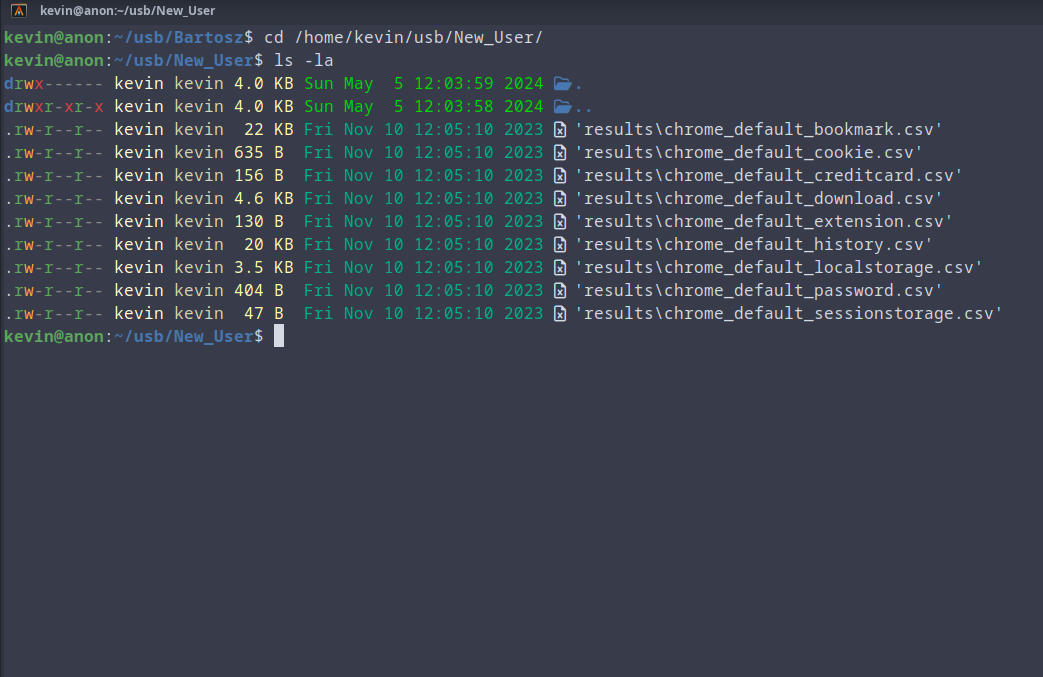 kevin@anon:~/usb/New_User
kevin@anon:~/usb/Bartosz$ cd /home/kevin/usb/New_User/
kevin@anon:~/usb/New_User$ ls -la
drwx------ kevin kevin 4.0 KB Sun May  5 12:03:59 2024 .
drwxr-xr-x kevin kevin 4.0 KB Sun May  5 12:03:58 2024 ..
.rw-r--r-- kevin kevin  22 KB Fri Nov 10 12:05:10 2023 'results\chrome_default_bookmark.csv'
.rw-r--r-- kevin kevin 635 B  Fri Nov 10 12:05:10 2023 'results\chrome_default_cookie.csv'
.rw-r--r-- kevin kevin 156 B  Fri Nov 10 12:05:10 2023 'results\chrome_default_creditcard.csv'
.rw-r--r-- kevin kevin 4.6 KB Fri Nov 10 12:05:10 2023 'results\chrome_default_download.csv'
.rw-r--r-- kevin kevin 130 B  Fri Nov 10 12:05:10 2023 'results\chrome_default_extension.csv'
.rw-r--r-- kevin kevin  20 KB Fri Nov 10 12:05:10 2023 'results\chrome_default_history.csv'
.rw-r--r-- kevin kevin 3.5 KB Fri Nov 10 12:05:10 2023 'results\chrome_default_localstorage.csv'
.rw-r--r-- kevin kevin 404 B  Fri Nov 10 12:05:10 2023 'results\chrome_default_password.csv'
.rw-r--r-- kevin kevin  47 B  Fri Nov 10 12:05:10 2023 'results\chrome_default_sessionstorage.csv'
kevin@anon:~/usb/New_User$